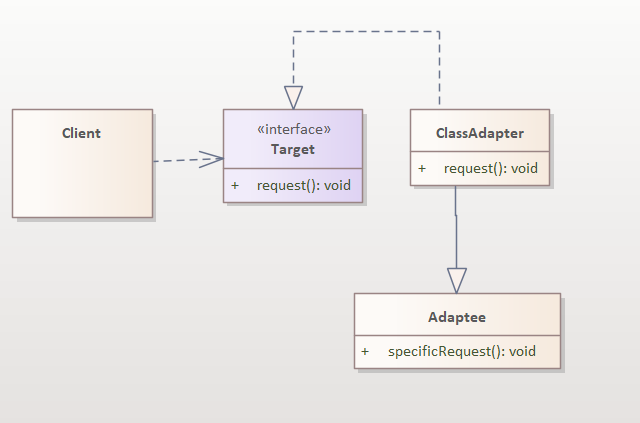 Client
«interface»
Target
+ request(): void
ClassAdapter
+ request(): void
Adaptee
+ specificRequest(): void